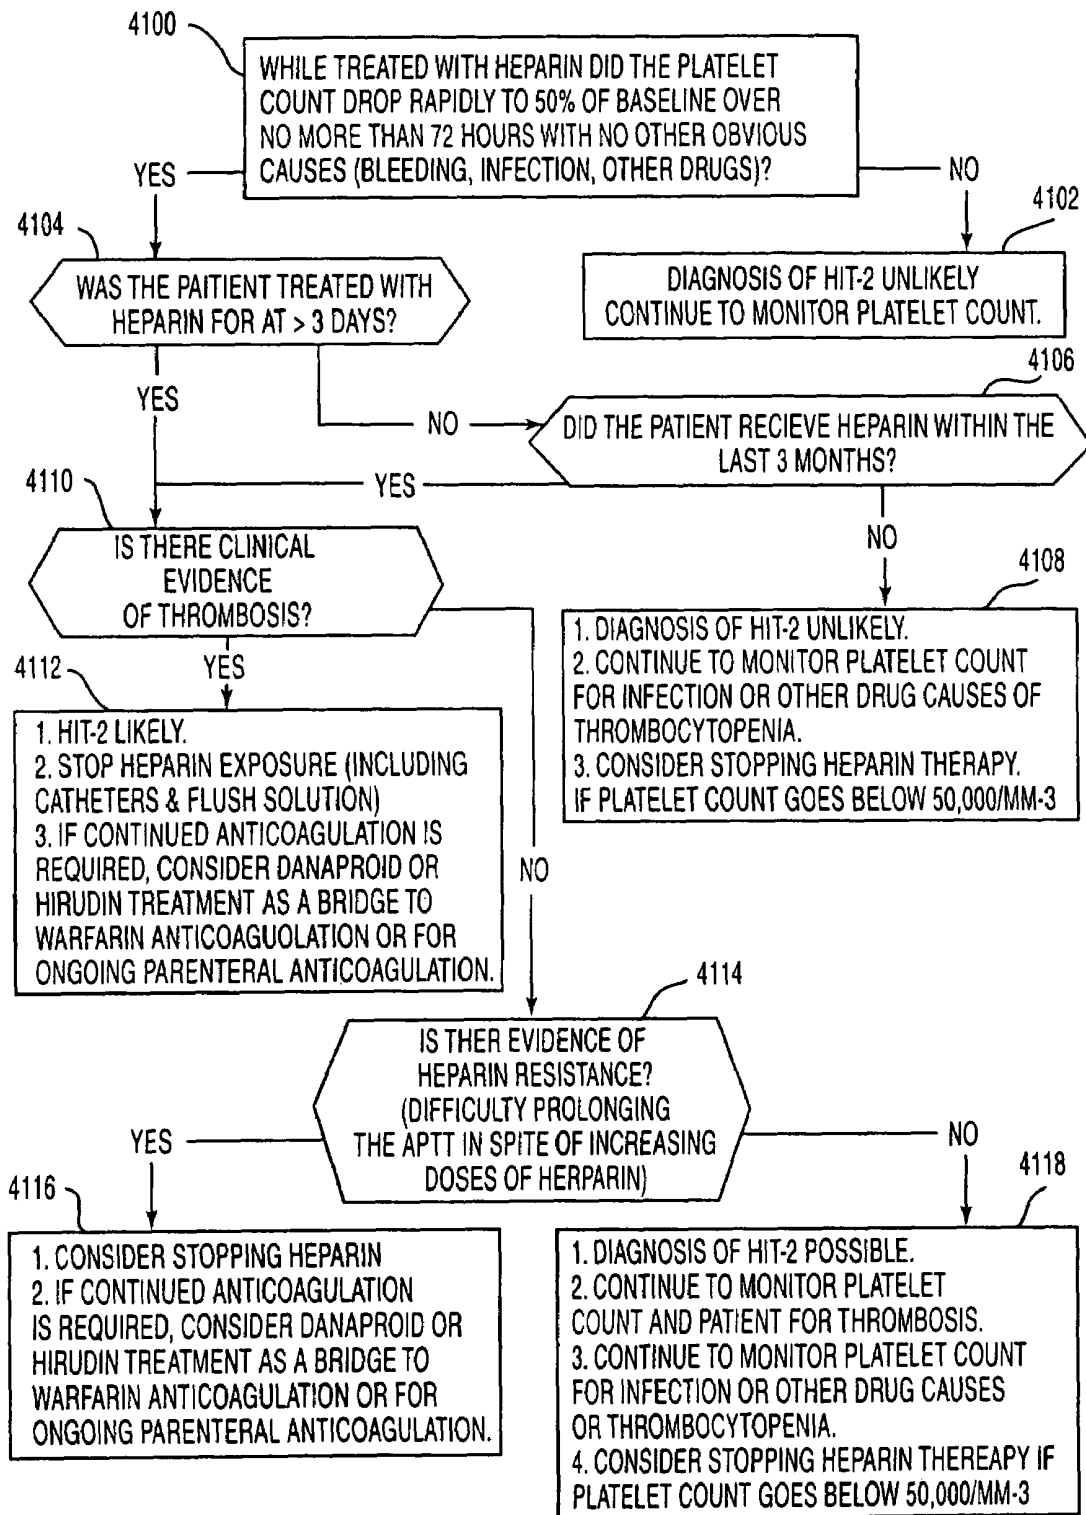 4100
WHILE TREATED WITH HEPARIN DID THE PLATELET
COUNT DROP RAPIDLY TO 50% OF BASELINE OVER
NO MORE THAN 72 HOURS WITH NO OTHER OBVIOUS
CAUSES (BLEEDING, INFECTION, OTHER DRUGS)?
YES
NO
4104
4102
WAS THE PAITIENT TREATED WITH
HEPARIN FOR AT > 3 DAYS?
DIAGNOSIS OF HIT-2 UNLIKELY
CONTINUE TO MONITOR PLATELET COUNT.
4106
YES
NO
DID THE PATIENT RECIEVE HEPARIN WITHIN THE
LAST 3 MONTHS?
YES
4110
NO
IS THERE CLINICAL
EVIDENCE
OF THROMBOSIS?
4108
1. DIAGNOSIS OF HIT-2 UNLIKELY.
2. CONTINUE TO MONITOR PLATELET COUNT
FOR INFECTION OR OTHER DRUG CAUSES OF
THROMBOCYTOPENIA.
3. CONSIDER STOPPING HEPARIN THERAPY.
IF PLATELET COUNT GOES BELOW 50,000/MM-3
4112
YES
1. HIT-2 LIKELY.
2. STOP HEPARIN EXPOSURE (INCLUDING
CATHETERS & FLUSH SOLUTION)
3. IF CONTINUED ANTICOAGULATION IS
REQUIRED, CONSIDER DANAPROID OR
HIRUDIN TREATMENT AS A BRIDGE TO
WARFARIN ANTICOAGUOLATION OR FOR
ONGOING PARENTERAL ANTICOAGULATION.
NO
4114
IS THER EVIDENCE OF
HEPARIN RESISTANCE?
(DIFFICULTY PROLONGING
THE APTT IN SPITE OF INCREASING
DOSES OF HERPARIN)
YES
NO
4116
4118
1. CONSIDER STOPPING HEPARIN
2. IF CONTINUED ANTICOAGULATION
IS REQUIRED, CONSIDER DANAPROID OR
HIRUDIN TREATMENT AS A BRIDGE TO
WARFARIN ANTICOAGULATION OR FOR
ONGOING PARENTERAL ANTICOAGULATION.
1. DIAGNOSIS OF HIT-2 POSSIBLE.
2. CONTINUE TO MONITOR PLATELET
COUNT AND PATIENT FOR THROMBOSIS.
3. CONTINUE TO MONITOR PLATELET COUNT
FOR INFECTION OR OTHER DRUG CAUSES
OR THROMBOCYTOPENIA.
4. CONSIDER STOPPING HEPARIN THEREAPY IF
PLATELET COUNT GOES BELOW 50,000/MM-3